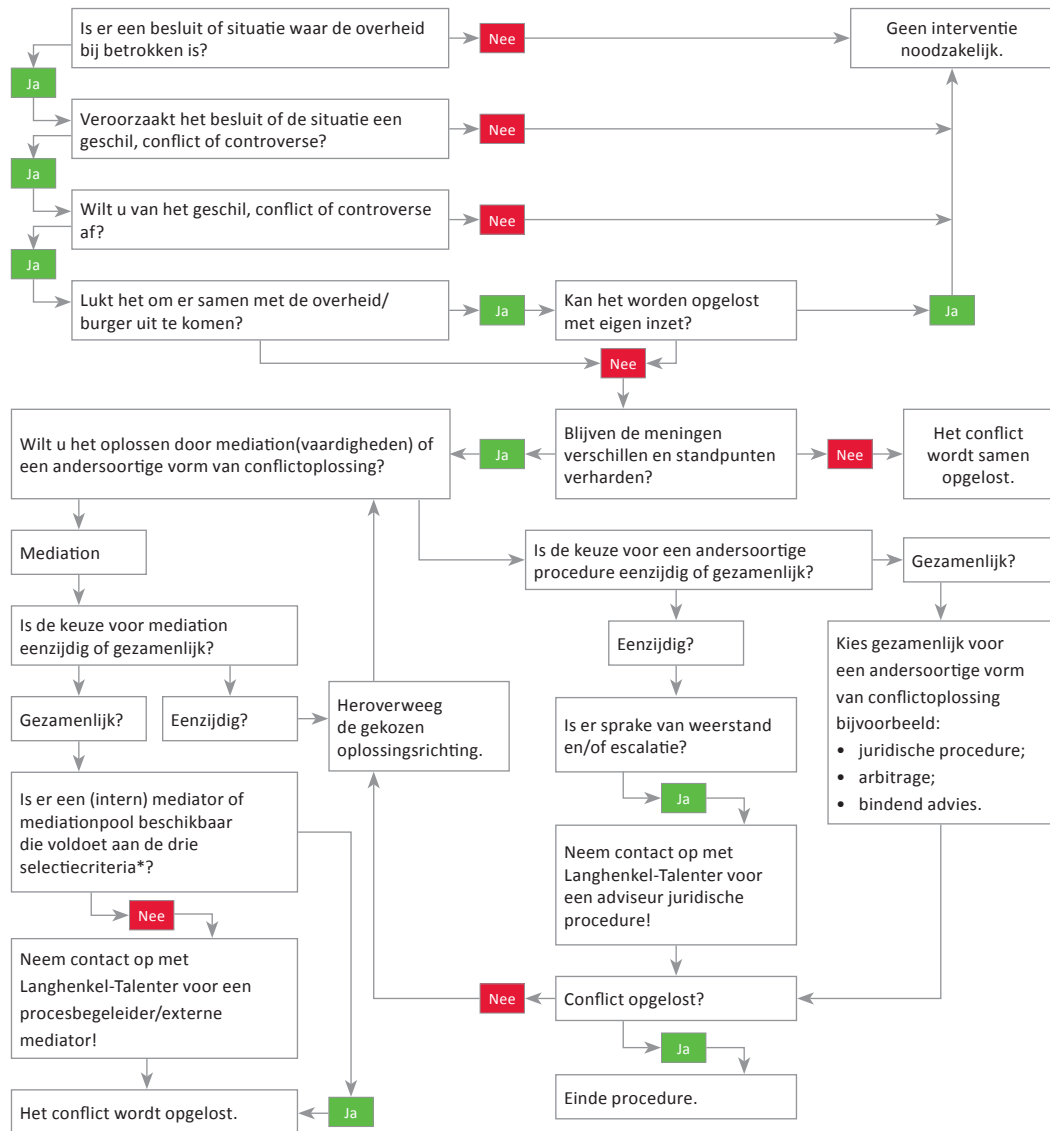 Is er een besluit of situatie waar de overheid
bij betrokken is?
Nee
Geen interventie
noodzakelijk.
Ja
Veroorzaakt het besluit of de situatie een
geschil, conflict of controverse?
Nee
Ja
Wilt u van het geschil, conflict of controverse
af?
Nee
Ja
Lukt het om er samen met de overheid/
burger uit te komen?
Ja
Kan het worden opgelost
met eigen inzet?
Ja
Nee
Wilt u het oplossen door mediation(vaardigheden) of
een andersoortige vorm van conflictoplossing?
Ja
Blijven de meningen
verschillen en standpunten
verharden?
Nee
Het conflict
wordt samen
opgelost.
Mediation
Is de keuze voor een andersoortige
procedure eenzijdig of gezamenlijk?
Gezamenlijk?
Is de keuze voor mediation
eenzijdig of gezamenlijk?
Eenzijdig?
Kies gezamenlijk voor
een andersoortige vorm
van conflictoplossing
bijvoorbeeld:
• juridische procedure;
• arbitrage;
• bindend advies.
Gezamenlijk?
Eenzijdig?
Heroverweeg
de gekozen
oplossingsrichting.
Is er sprake van weerstand
en/of escalatie?
Ja
Is er een (intern) mediator of
mediationpool beschikbaar
die voldoet aan de drie
selectiecriteria*?
Neem contact op met
Langhenkel-Talenter voor
een adviseur juridische
procedure!
Nee
Neem contact op met
Langhenkel-Talenter voor een
procesbegeleider/externe
mediator!
Nee
Conflict opgelost?
Ja
Het conflict wordt opgelost.
Ja
Einde procedure.